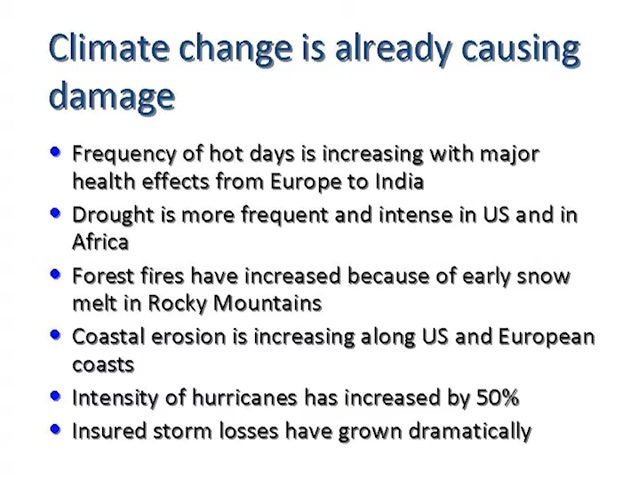 Climate change is already causing
damage
• Frequency of hot days is increasing with major
health effects from Europe to India
• Drought is more frequent and intense in US and in
Africa
• Forest fires have increased because of early snow
melt in Rocky Mountains
• Coastal erosion is increasing along US and European
coasts
• Intensity of hurricanes has increased by 50%
• Insured storm losses have grown dramatically